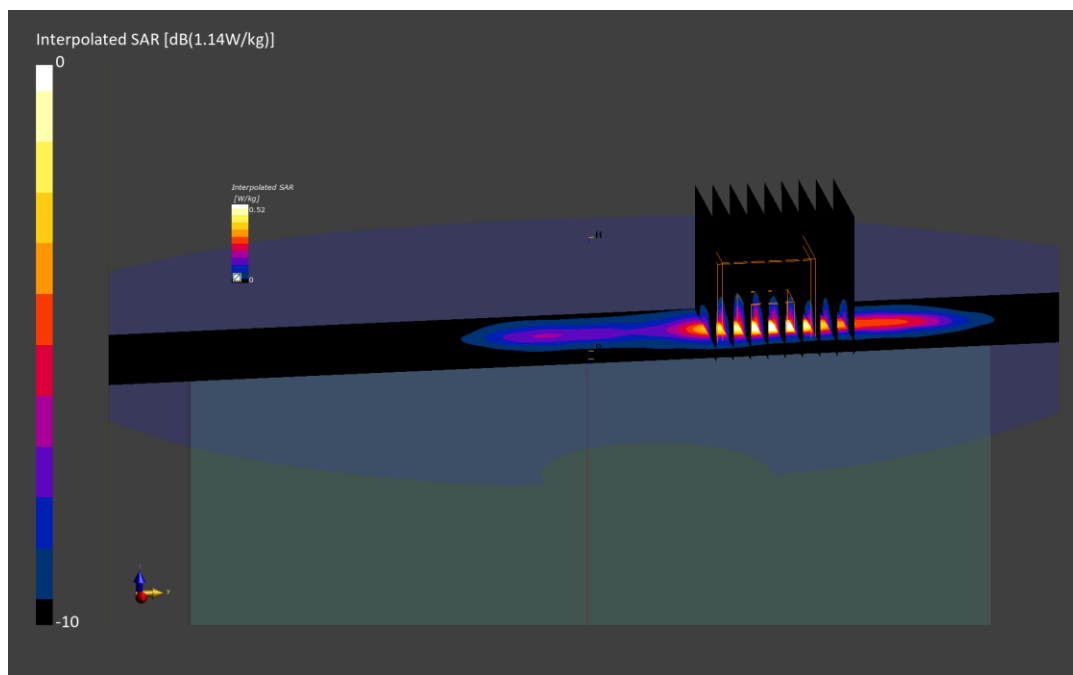 Interpolated SAR [dB(1.14W/kg)]
0
Interpolated SAR
[W/kg]
0.52
0
H
-10